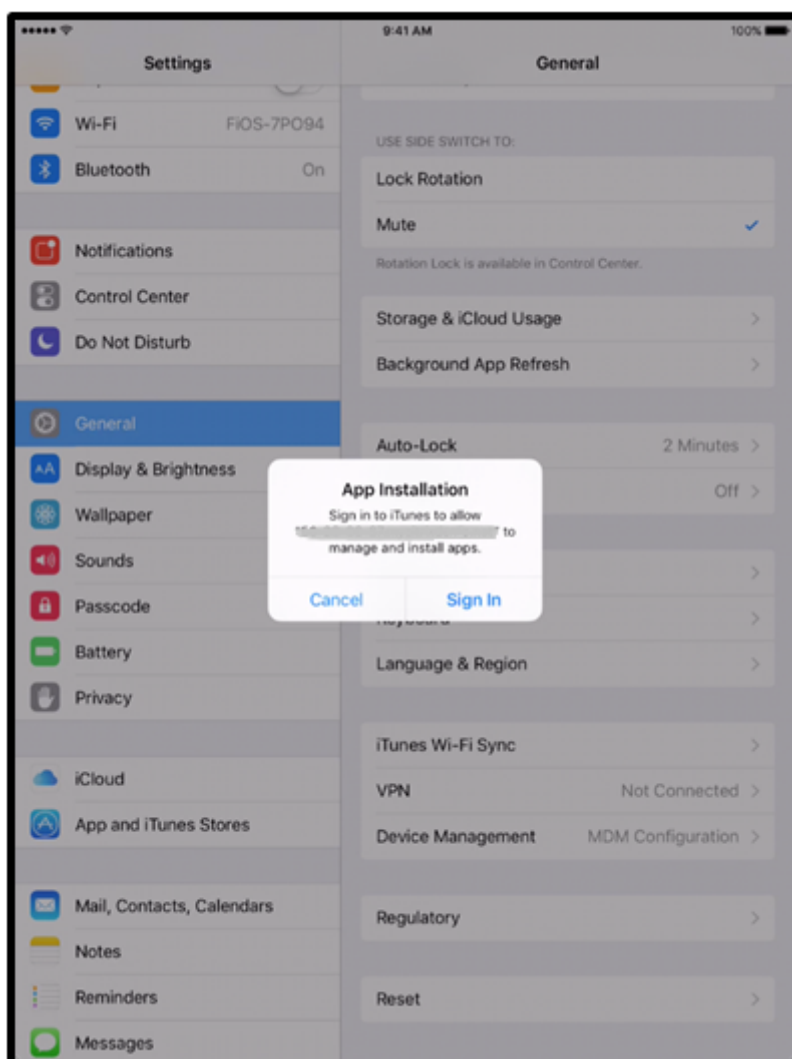 9:41 AM
100%
Settings
General
Wi-Fi
FiOS-7PO94
Bluetooth
On
Notifications
Control Center
Do Not Disturb
General
Display & Brightness
Wallpaper
Sounds
Passcode
Battery
Privacy
iCloud
App and iTunes Stores
Mail, Contacts, Calendars
Notes
Reminders
Messages
USE SIDE SWITCH TO:
Lock Rotation
Mute
Rotation Lock is available in Control Center.
Storage & iCloud Usage
Background App Refresh
Auto-Lock
2 Minutes
Off
App Installation
Sign in to iTunes to allow
" " to
manage and install apps.
Cancel
Sign In
Keyboard
Language & Region
iTunes Wi-Fi Sync
VPN
Not Connected
Device Management
MDM Configuration
Regulatory
Reset